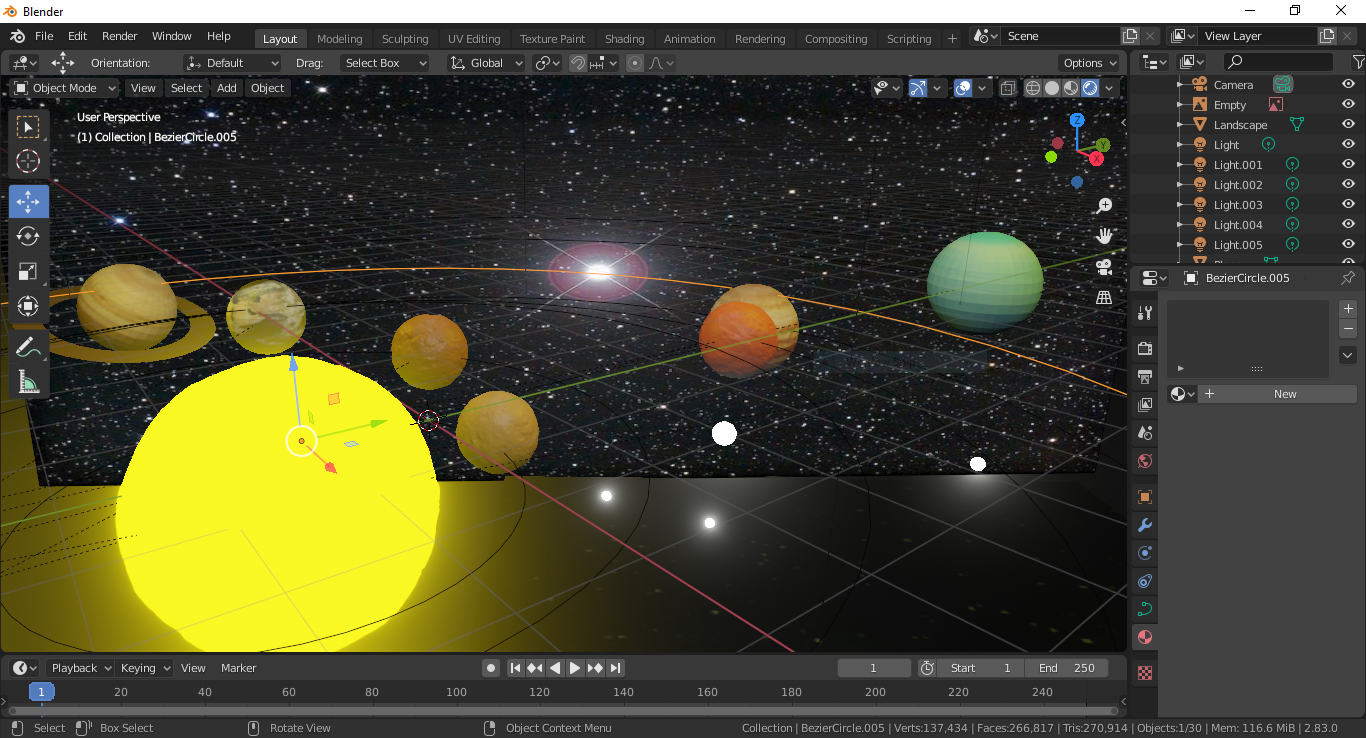 Blender
File Edit Render Window Help
Layout Modeling Sculpting UV Editing Texture Paint Shading Animation Rendering Compositing Scripting +
Scene
View Layer
Orientation: Default Drag: Select Box Global Options
Object Mode View Select Add Object
User Perspective
(1) Collection | BezierCircle.005
Z
Y
X
Camera
Empty
Landscape
Light
Light.001
Light.002
Light.003
Light.004
Light.005
BezierCircle.005
+ New
Playback Keying View Marker
1 Start 1 End 250
1 20 40 60 80 100 120 140 160 180 200 220 240
Select Box Select Rotate View Object Context Menu
Collection | BezierCircle.005 | Verts:137,434 | Faces:266,817 | Tris:270,914 | Objects:1/30 | Mem: 116.6 MiB | 2.83.0